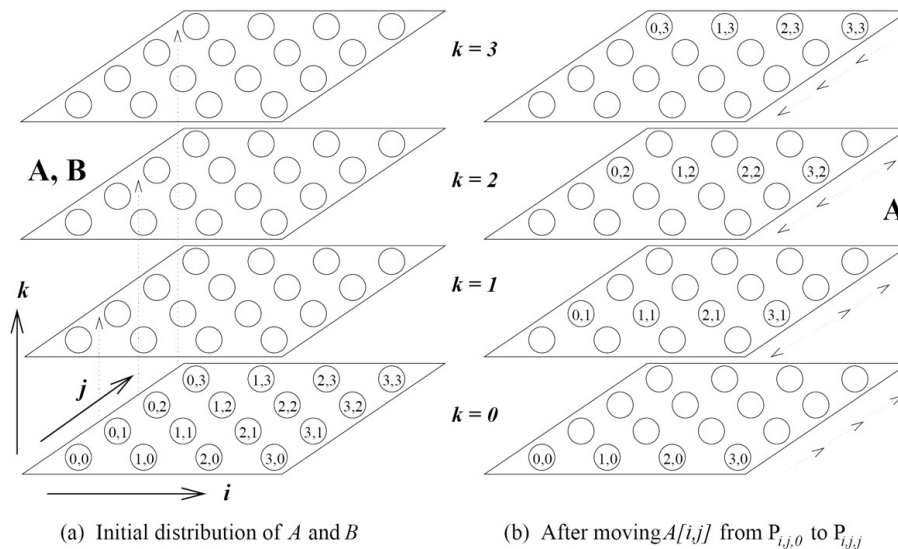 0,3 1,3 2,3 3,3
k = 3
A, B
k = 2
0,2 1,2 2,2 3,2
A
k
k = 1
0,1 1,1 2,1 3,1
j
k = 0
0,3 1,3 2,3 3,3
0,2 1,2 2,2 3,2
0,1 1,1 2,1 3,1
0,0 1,0 2,0 3,0
0,0 1,0 2,0 3,0
i
(a) Initial distribution of A and B
(b) After moving A[i,j] from P_{i,j,0} to P_{i,j,j}